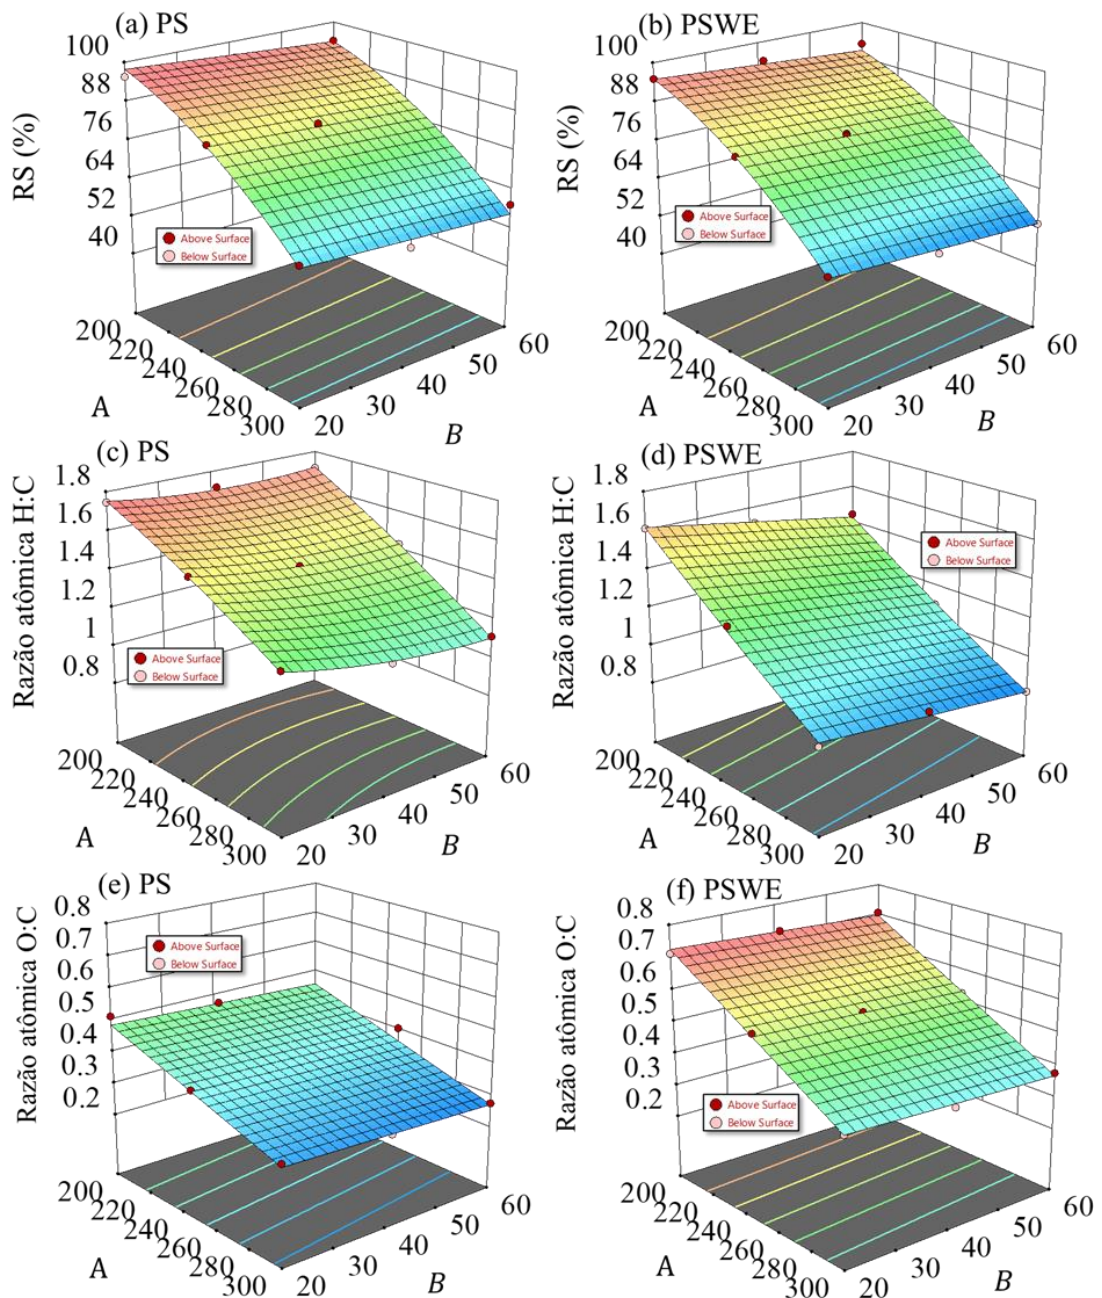 (a) PS
RS (%)
100
88
76
64
52
40
Above Surface
Below Surface
200
220
240
260
280
300
A
20
30
40
50
60
B
(b) PSWE
RS (%)
100
88
76
64
52
40
Above Surface
Below Surface
200
220
240
260
280
300
A
20
30
40
50
60
B
(c) PS
Razão atômica H:C
1.8
1.6
1.4
1.2
1
0.8
Above Surface
Below Surface
200
220
240
260
280
300
A
20
30
40
50
60
B
(d) PSWE
Razão atômica H:C
1.8
1.6
1.4
1.2
1
0.8
Above Surface
Below Surface
200
220
240
260
280
300
A
20
30
40
50
60
B
(e) PS
Razão atômica O:C
0.8
0.7
0.6
0.5
0.4
0.3
0.2
Above Surface
Below Surface
200
220
240
260
280
300
A
20
30
40
50
60
B
(f) PSWE
Razão atômica O:C
0.8
0.7
0.6
0.5
0.4
0.3
0.2
Above Surface
Below Surface
200
220
240
260
280
300
A
20
30
40
50
60
B